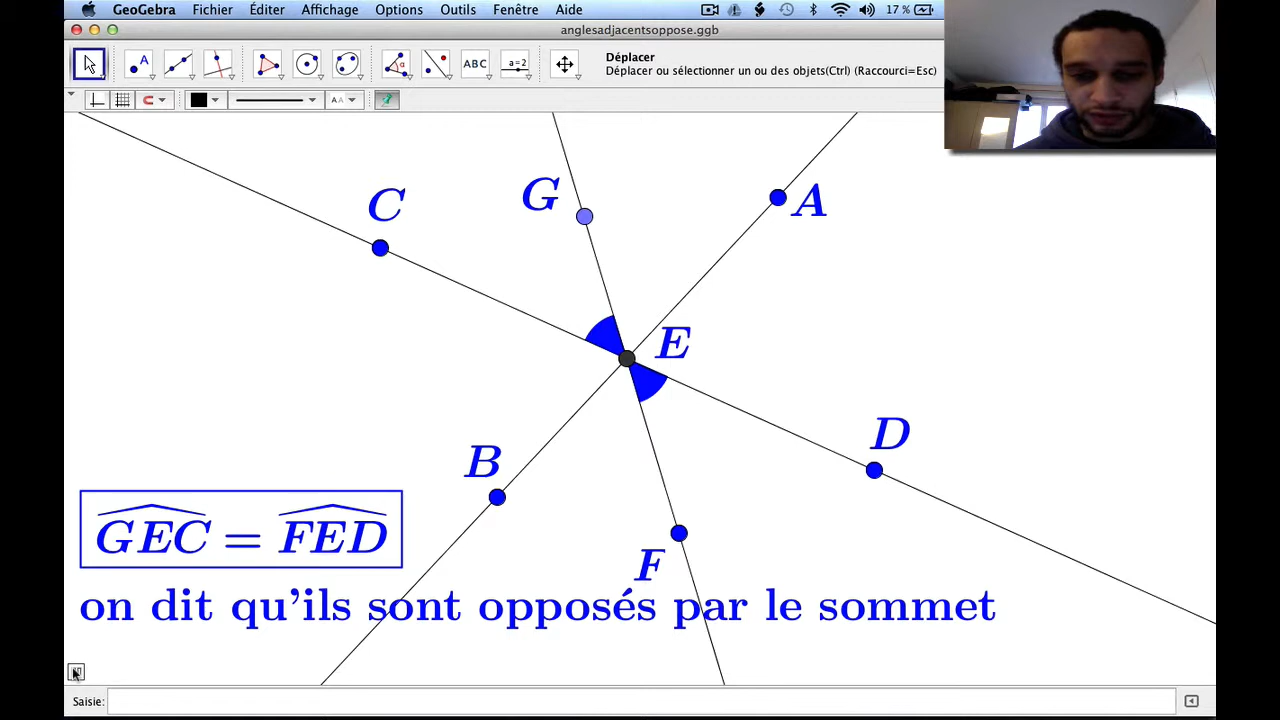 GeoGebra Fichier Éditer Affichage Options Outils Fenêtre Aide 17 %
anglesadjacentsoppose.ggb
A ABC a=2 Déplacer
Déplacer ou sélectionner un ou des objets(Ctrl) (Raccourci=Esc)
AA
C G A
E
D
B
GEC = FED
F
on dit qu'ils sont opposés par le sommet
Saisie: